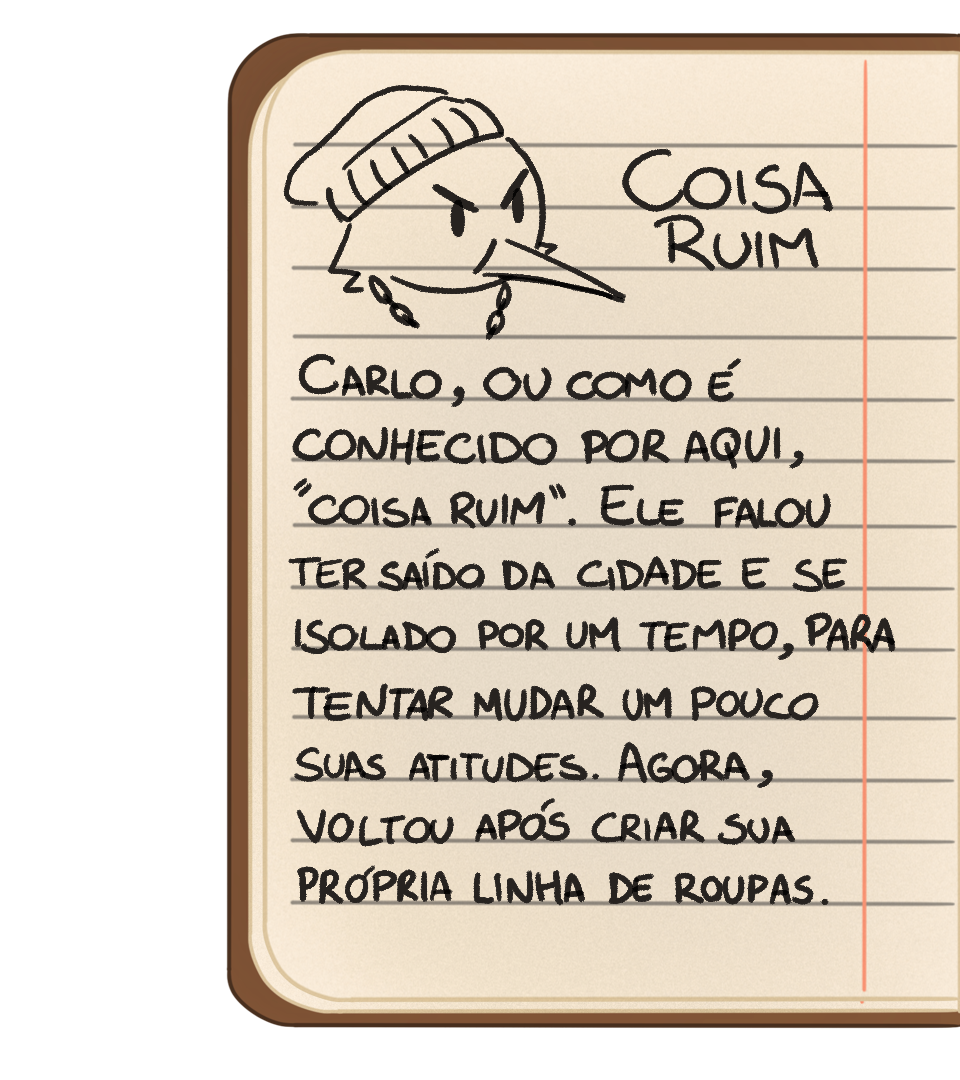 COISA
RUIM
CARLO, OU COMO É
CONHECIDO POR AQUI,
"COISA RUIM". ELE FALOU
TER SAÍDO DA CIDADE E SE
ISOLADO POR UM TEMPO, PARA
TENTAR MUDAR UM POUCO
SUAS ATITUDES. AGORA,
VOLTOU APÓS CRIAR SUA
PRÓPRIA LINHA DE ROUPAS.